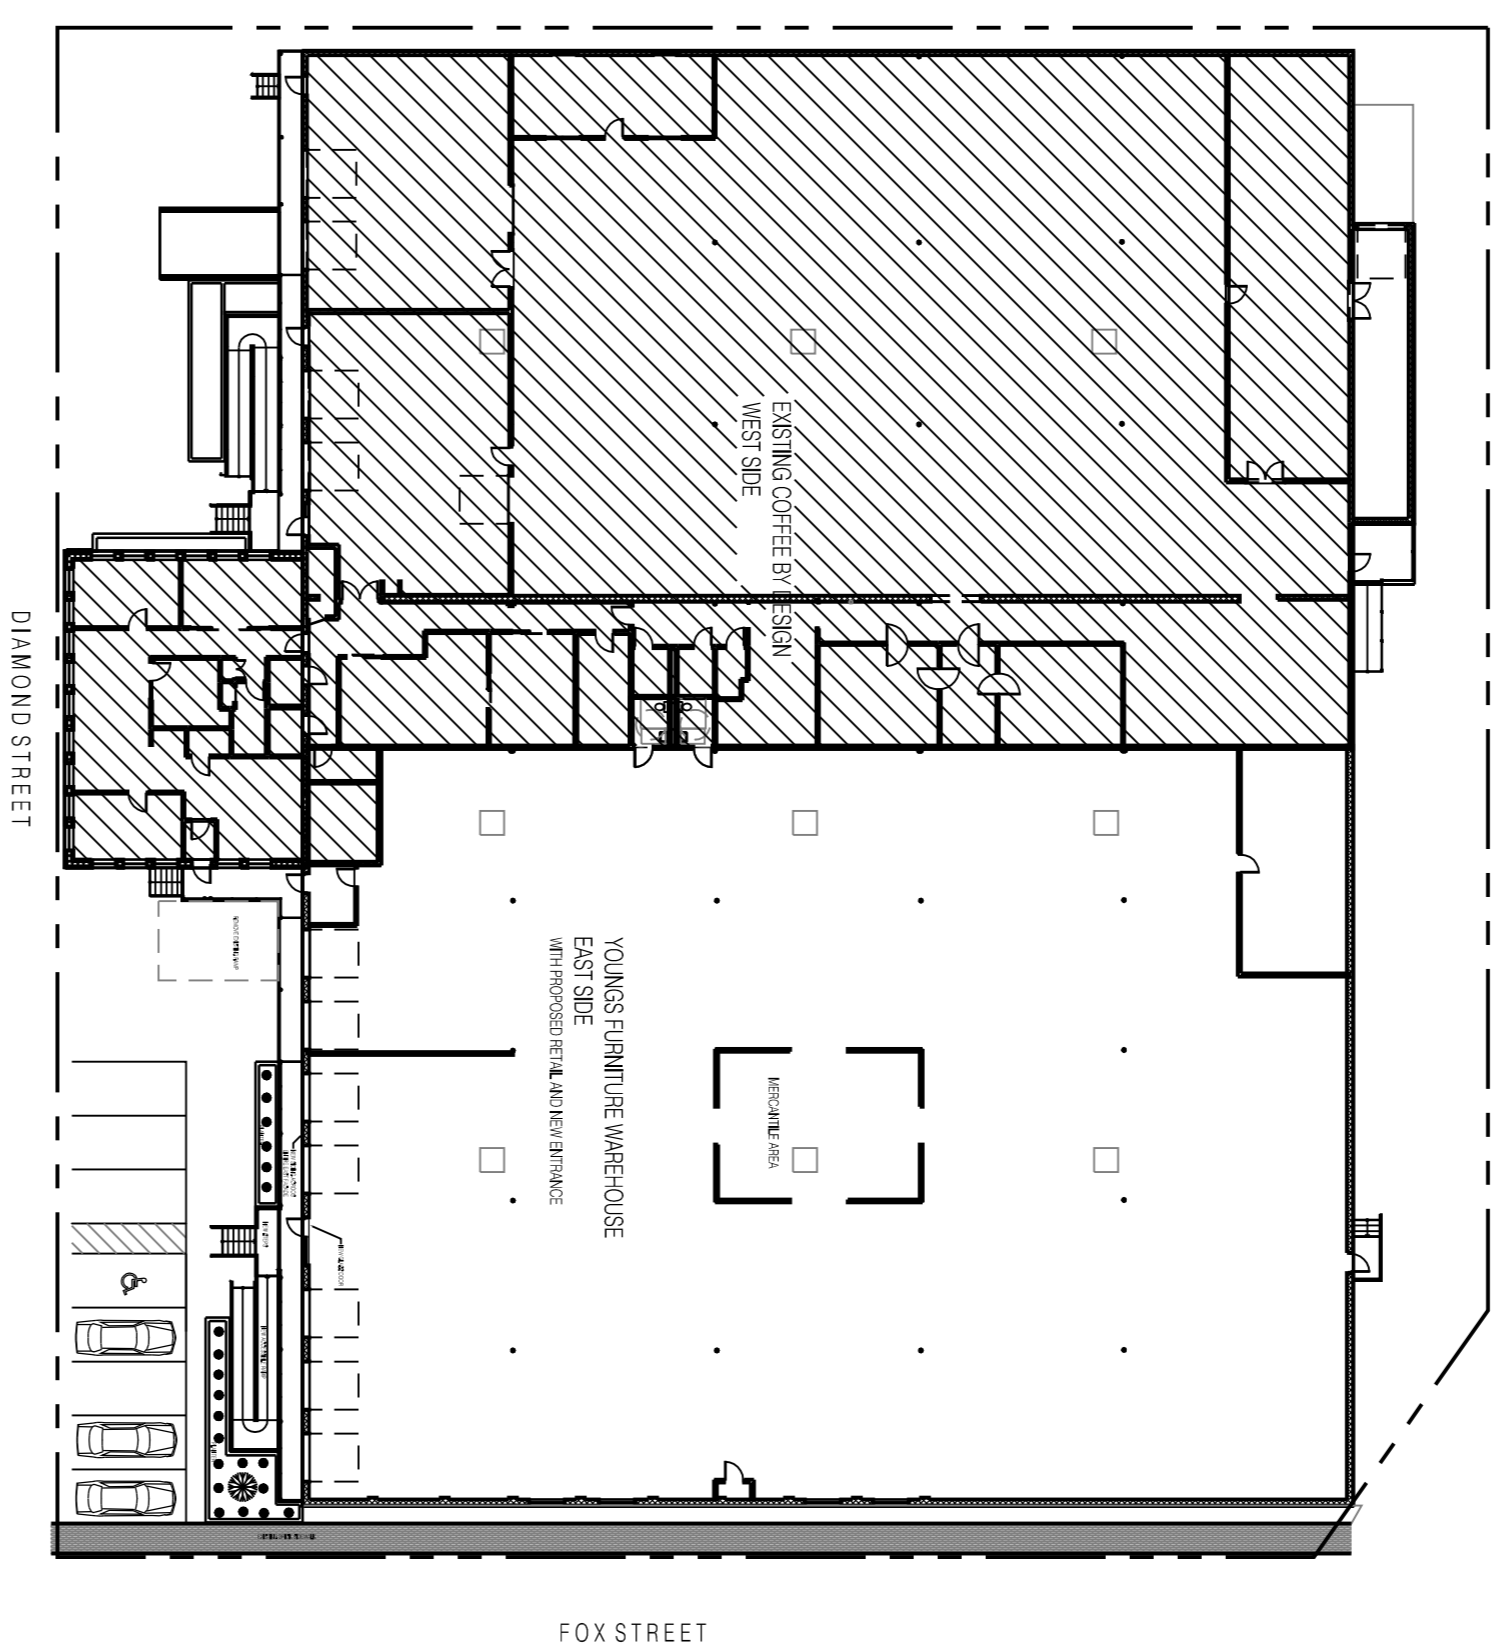 EXISTING COFFEE BY DESIGN
WEST SIDE
DIAMOND STREET
YOUNGS FURNITURE WAREHOUSE
EAST SIDE
WITH PROPOSED RETAIL AND NEW ENTRANCE
MERCANTILE AREA
FOX STREET